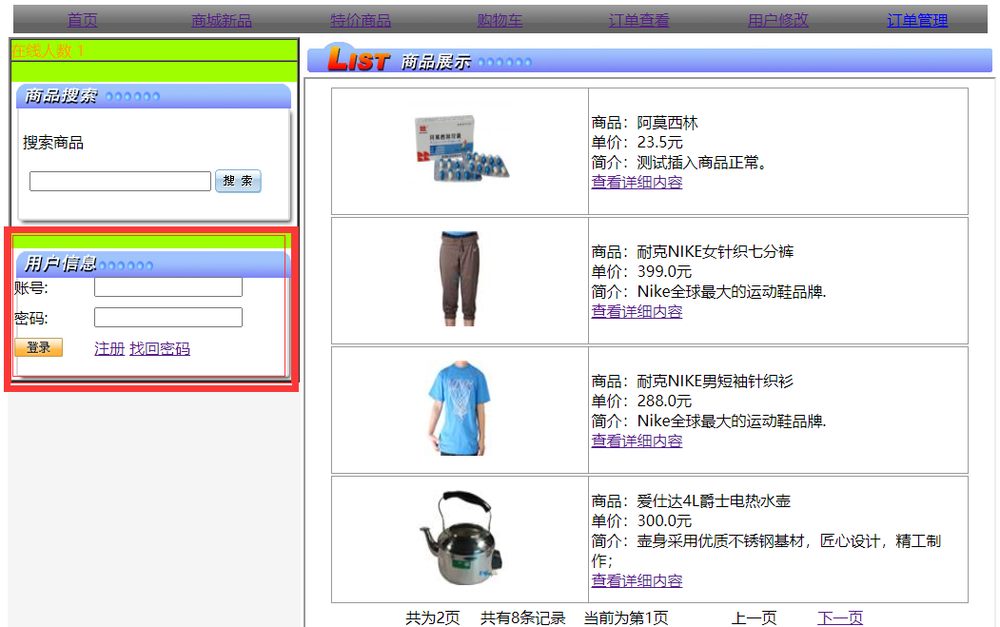 首页 商城新品 特价商品 购物车 订单查看 用户修改 订单管理
在线人数 1
商品搜索
搜索商品
搜 索
用户信息
账号:
密码:
登录 注册 找回密码
LIST 商品展示
阿莫西林胶囊
商品：阿莫西林
单价：23.5元
简介：测试插入商品正常。
查看详细内容
商品：耐克NIKE女针织七分裤
单价：399.0元
简介：Nike全球最大的运动鞋品牌.
查看详细内容
商品：耐克NIKE男短袖针织衫
单价：288.0元
简介：Nike全球最大的运动鞋品牌.
查看详细内容
商品：爱仕达4L爵士电热水壶
单价：300.0元
简介：壶身采用优质不锈钢基材，匠心设计，精工制
作；
查看详细内容
共为2页 共有8条记录 当前为第1页 上一页 下一页